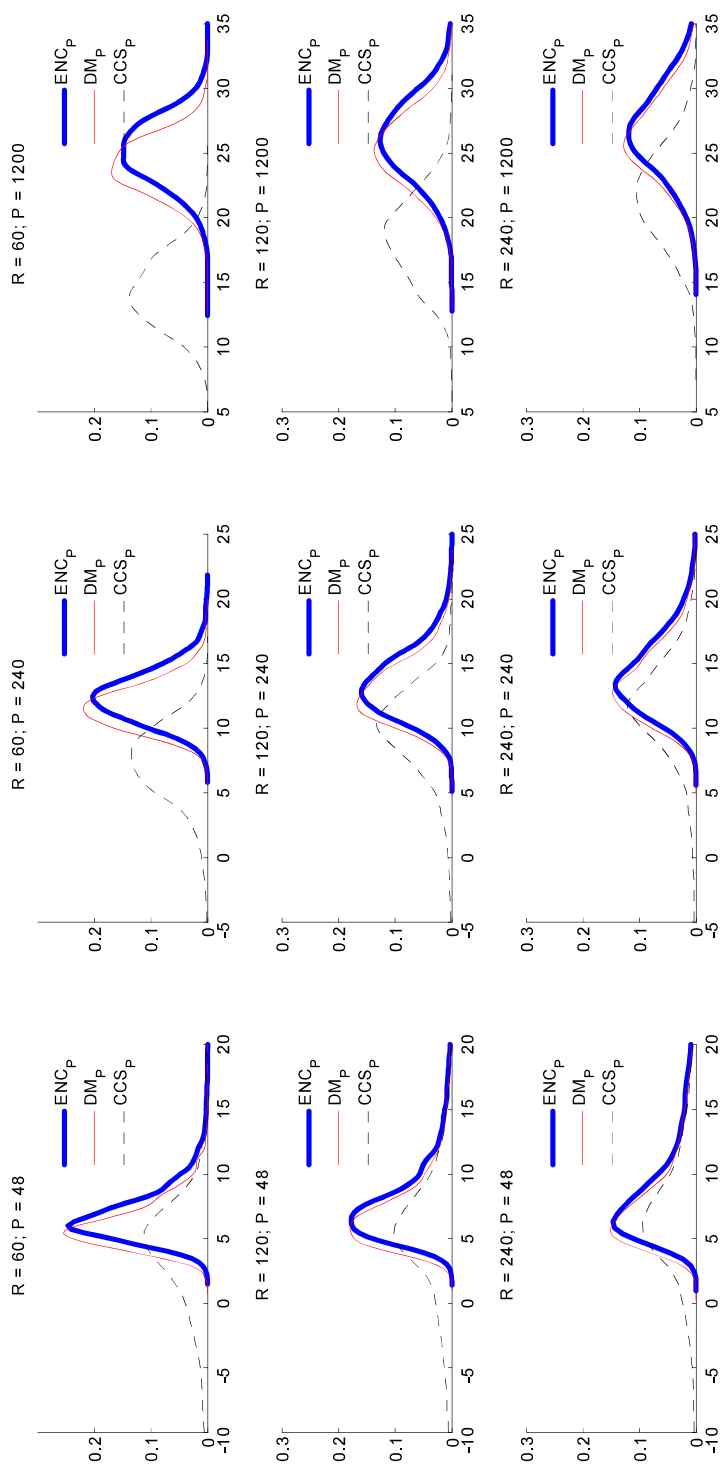 R = 60; P = 48
ENC_P
DM_P
CCS_P
0.2
0.1
0
-10 -5 0 5 10 15 20
R = 60; P = 240
ENC_P
DM_P
CCS_P
0.2
0.1
0
-5 0 5 10 15 20 25
R = 60; P = 1200
ENC_P
DM_P
CCS_P
0.2
0.1
0
5 10 15 20 25 30 35
R = 120; P = 48
ENC_P
DM_P
CCS_P
0.3
0.2
0.1
0
-10 -5 0 5 10 15 20
R = 120; P = 240
ENC_P
DM_P
CCS_P
0.3
0.2
0.1
0
-5 0 5 10 15 20 25
R = 120; P = 1200
ENC_P
DM_P
CCS_P
0.3
0.2
0.1
0
5 10 15 20 25 30 35
R = 240; P = 48
ENC_P
DM_P
CCS_P
0.3
0.2
0.1
0
-10 -5 0 5 10 15 20
R = 240; P = 240
ENC_P
DM_P
CCS_P
0.3
0.2
0.1
0
-5 0 5 10 15 20 25
R = 240; P = 1200
ENC_P
DM_P
CCS_P
0.3
0.2
0.1
0
5 10 15 20 25 30 35